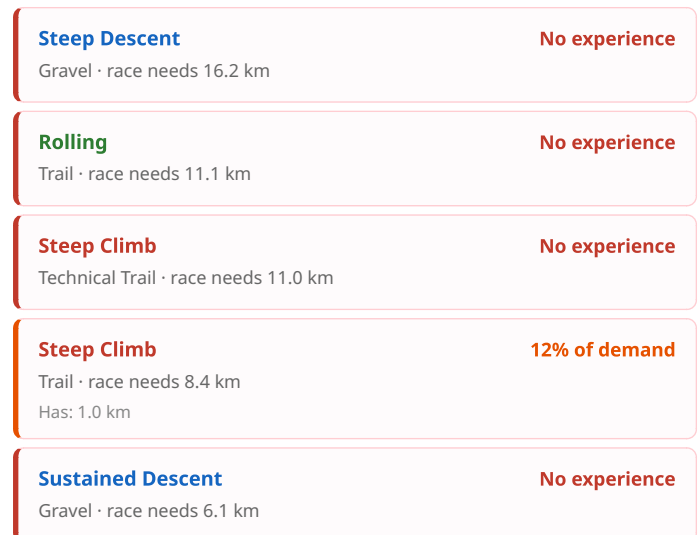 Steep Descent No experience
Gravel · race needs 16.2 km
Rolling No experience
Trail · race needs 11.1 km
Steep Climb No experience
Technical Trail · race needs 11.0 km
Steep Climb 12% of demand
Trail · race needs 8.4 km
Has: 1.0 km
Sustained Descent No experience
Gravel · race needs 6.1 km